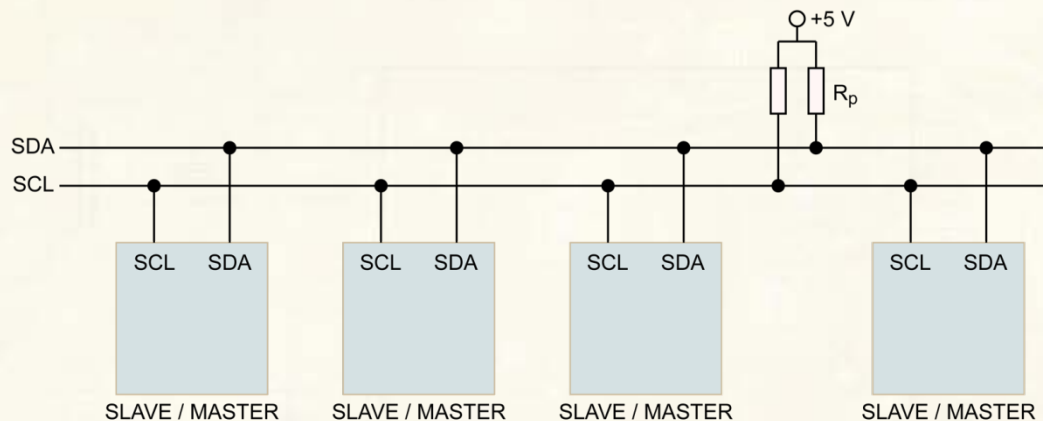 +5 V
R_p
SDA
SCL
SCL SDA
SCL SDA
SCL SDA
SCL SDA
SLAVE / MASTER
SLAVE / MASTER
SLAVE / MASTER
SLAVE / MASTER